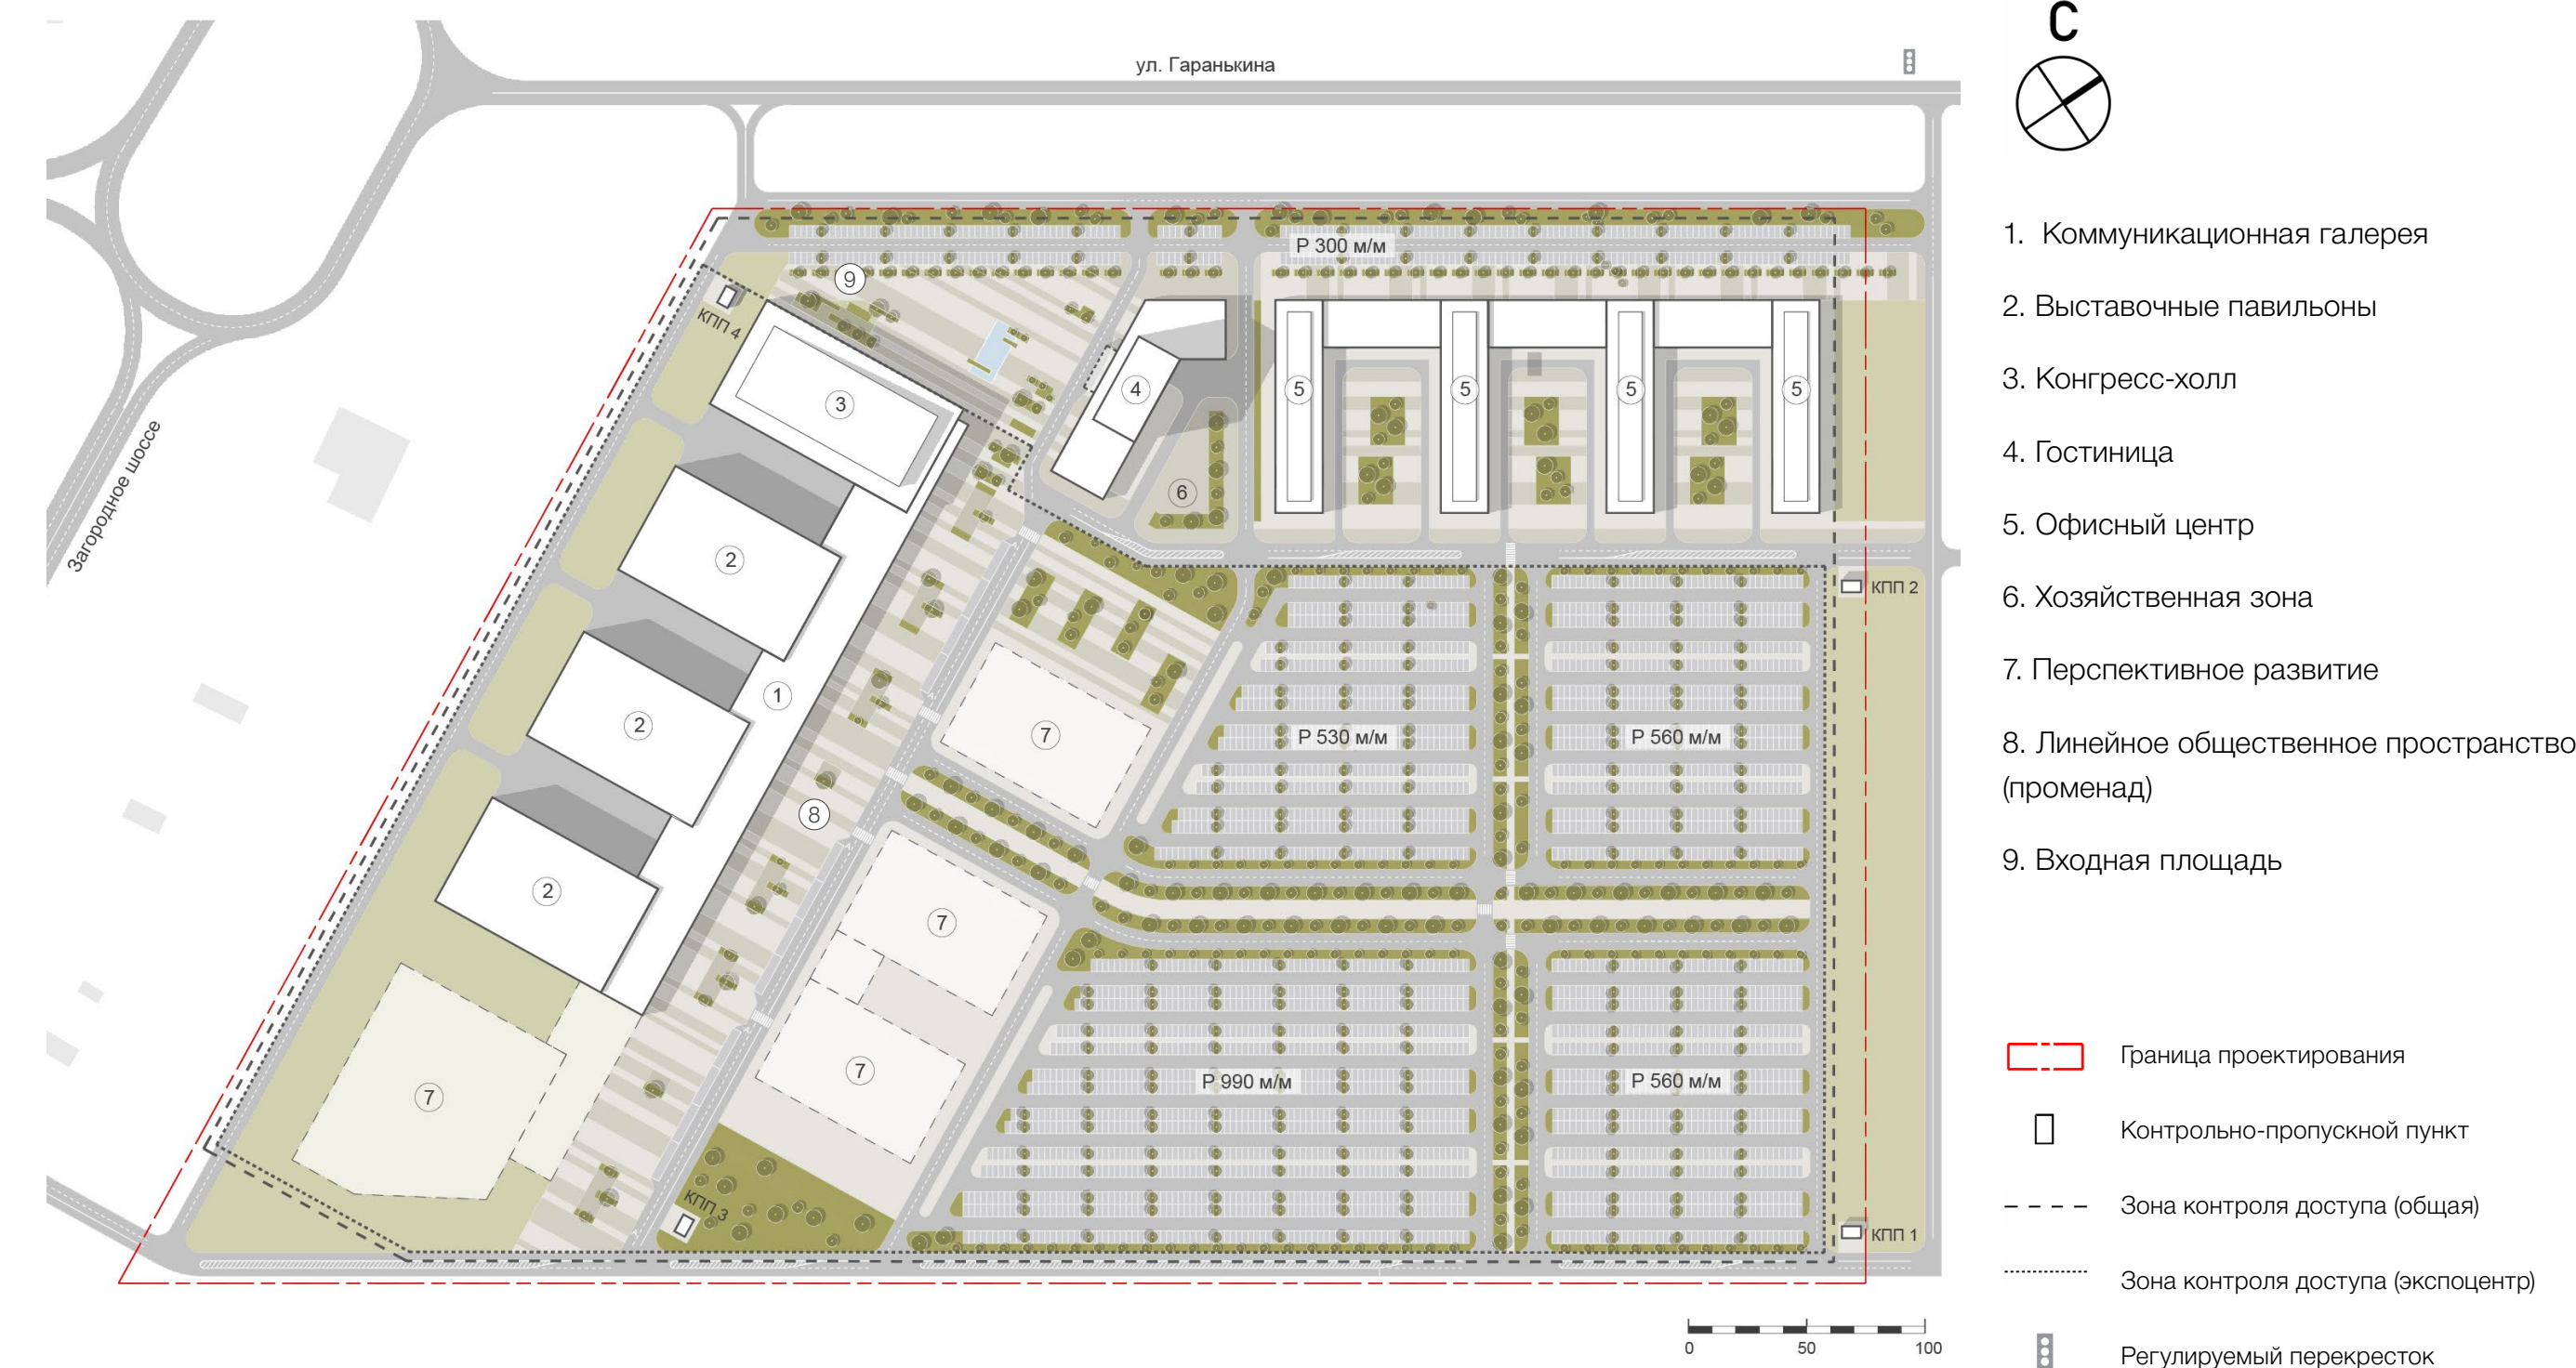 ул. Гаранькина
С
Р 300 м/м
9
КПП 4
3
4
5
5
5
5
6
Загородное шоссе
2
КПП 2
2
1
7
Р 530 м/м
Р 560 м/м
8
2
7
7
7
Р 990 м/м
Р 560 м/м
КПП 3
КПП 1
0
50
100
1. Коммуникационная галерея
2. Выставочные павильоны
3. Конгресс-холл
4. Гостиница
5. Офисный центр
6. Хозяйственная зона
7. Перспективное развитие
8. Линейное общественное пространство
(променад)
9. Входная площадь
Граница проектирования
Контрольно-пропускной пункт
Зона контроля доступа (общая)
Зона контроля доступа (экспоцентр)
Регулируемый перекресток